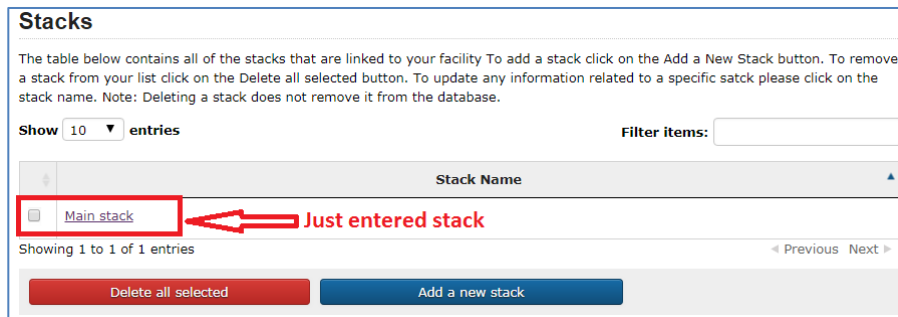 Stacks
The table below contains all of the stacks that are linked to your facility To add a stack click on the Add a New Stack button. To remove
a stack from your list click on the Delete all selected button. To update any information related to a specific satck please click on the
stack name. Note: Deleting a stack does not remove it from the database.
Show 10 entries Filter items:
Stack Name
Main stack Just entered stack
Showing 1 to 1 of 1 entries Previous Next
Delete all selected Add a new stack